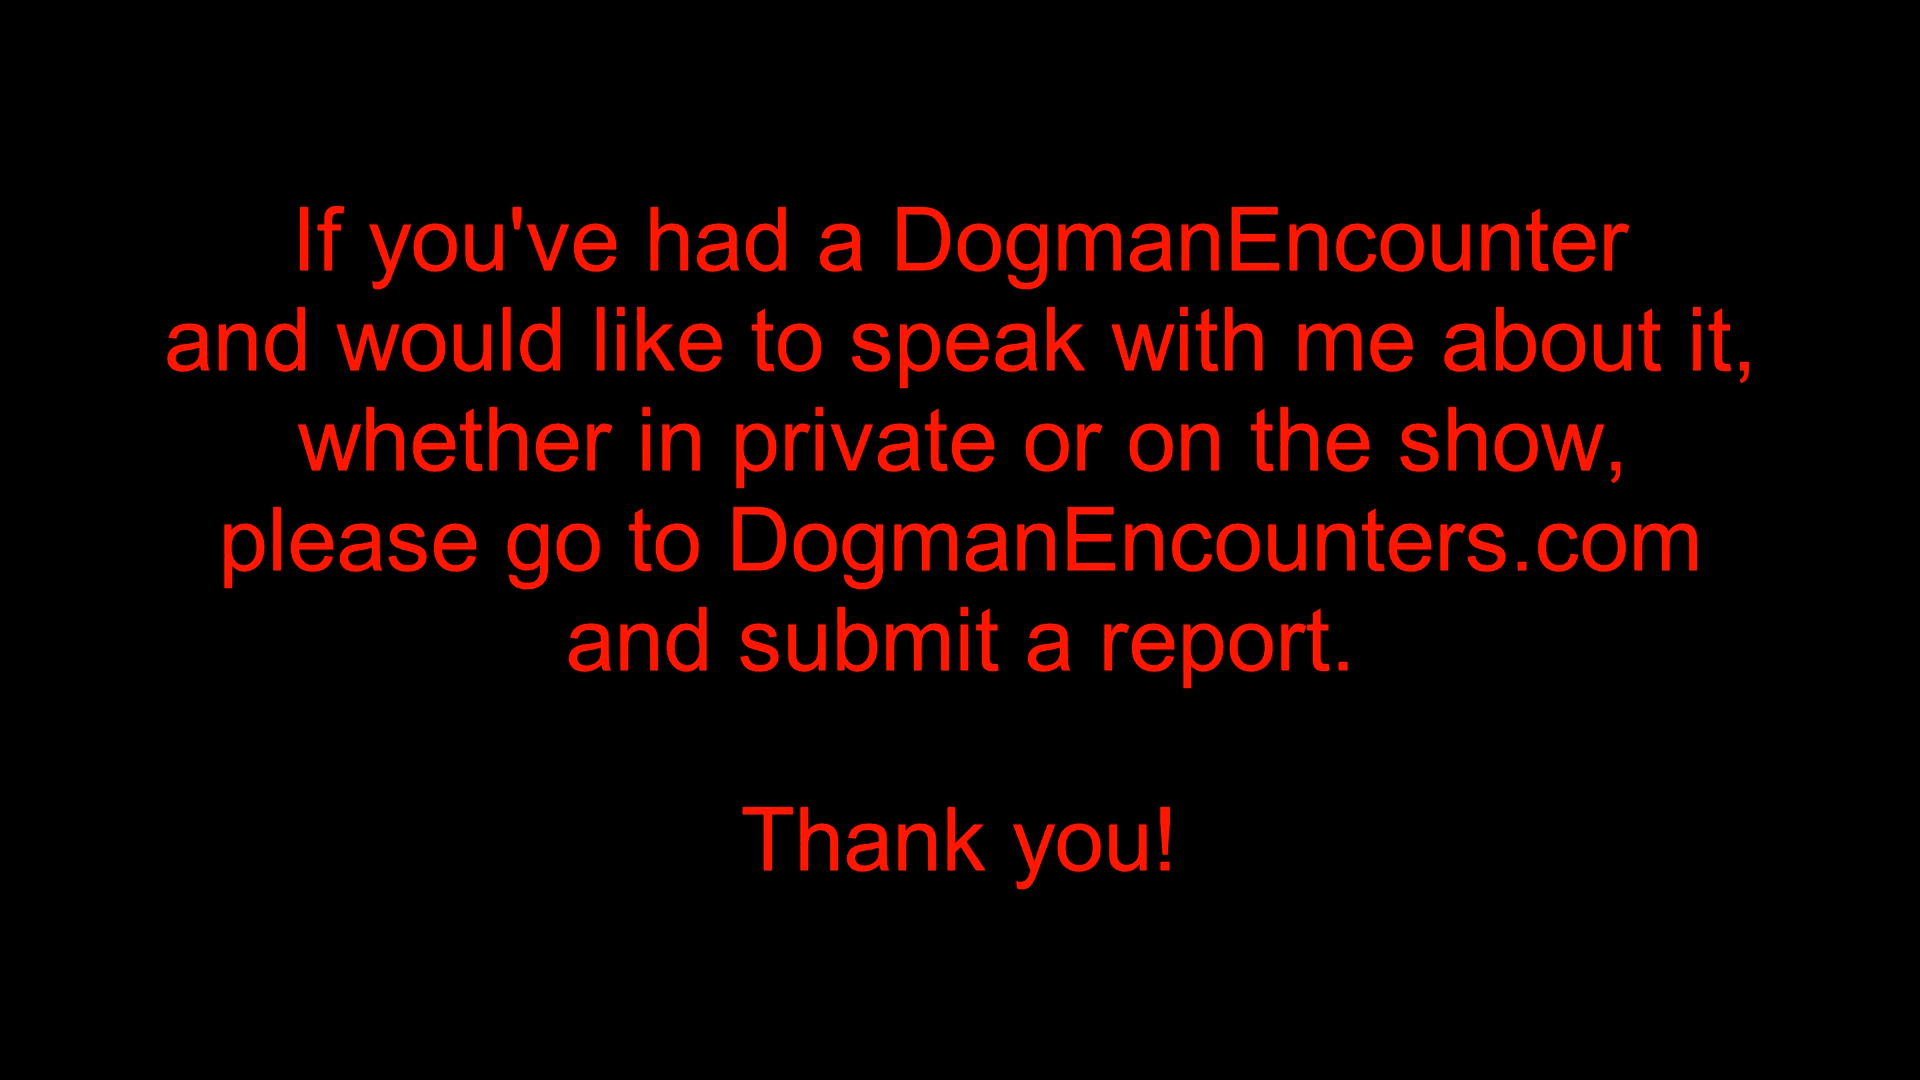 If you've had a DogmanEncounter
and would like to speak with me about it,
whether in private or on the show,
please go to DogmanEncounters.com
and submit a report.
Thank you!